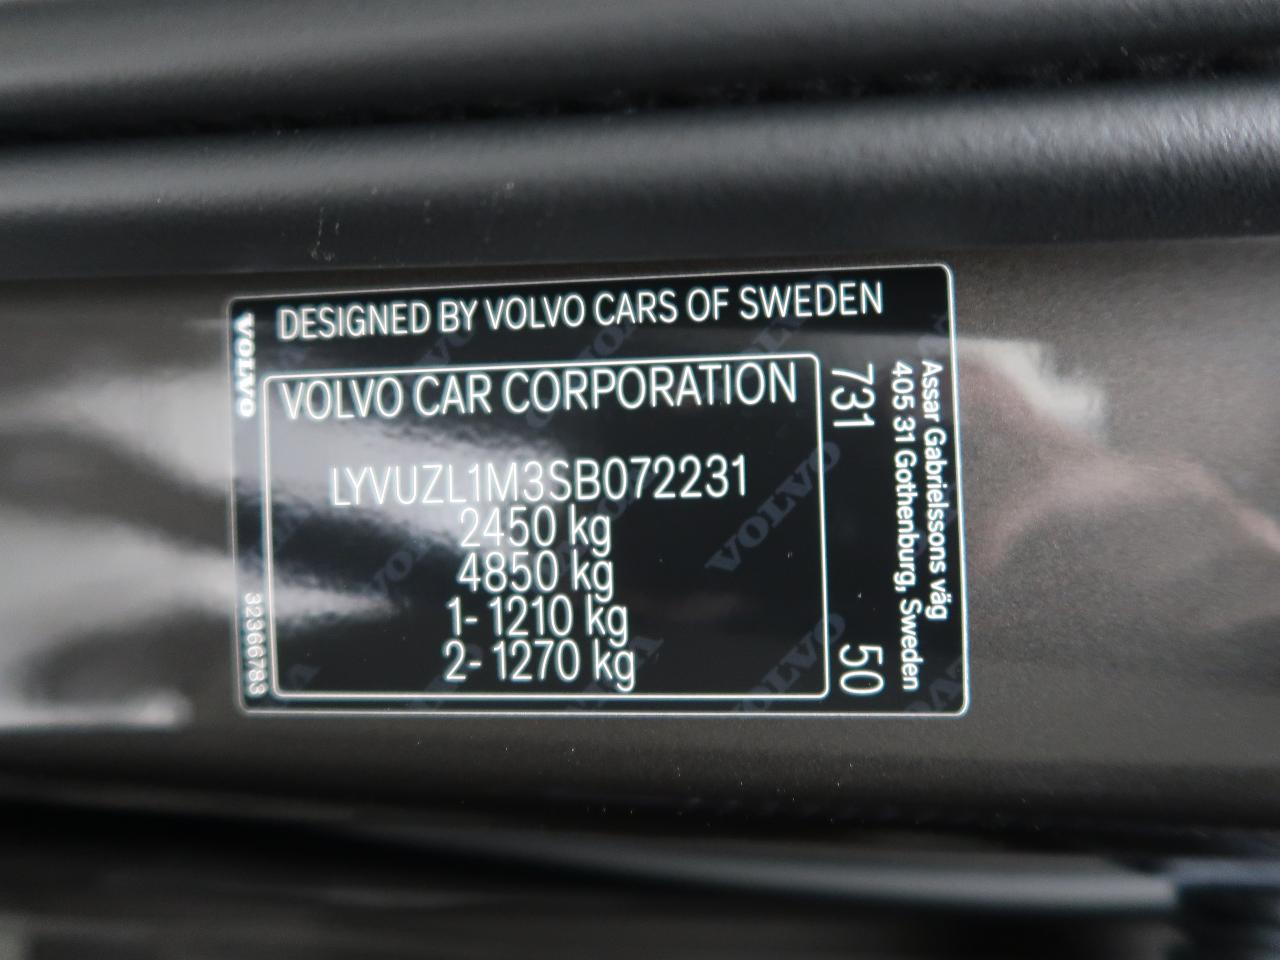 DESIGNED BY VOLVO CARS OF SWEDEN
VOLVO
VOLVO CAR CORPORATION
LYVUZL1M3SB072231
2450 kg
4850 kg
1- 1210 kg
2- 1270 kg
32366783
731
50
Assar Gabrielssons väg
405 31 Gothenburg, Sweden